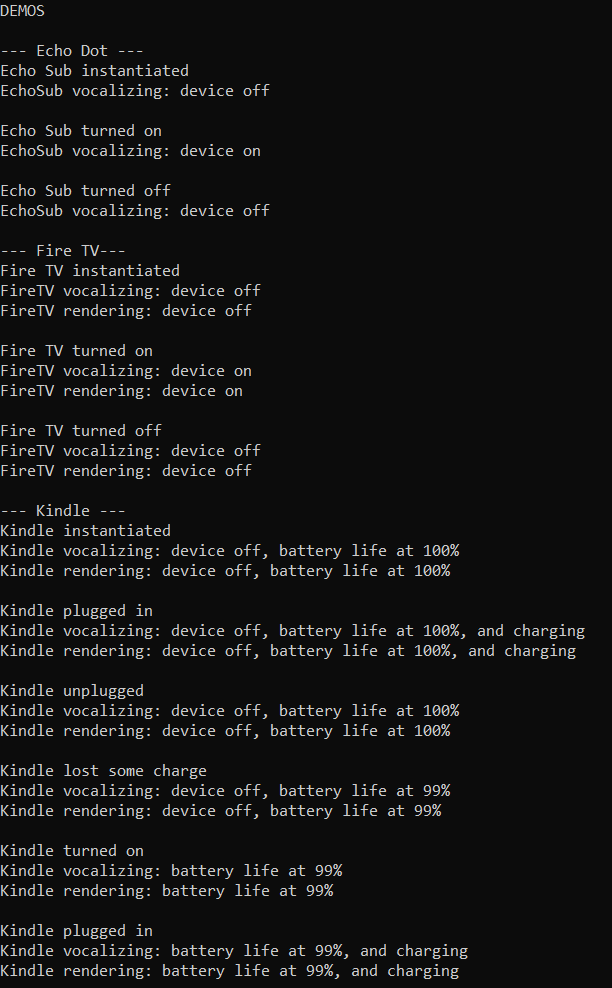 DEMOS
--- Echo Dot ---
Echo Sub instantiated
EchoSub vocalizing: device off
Echo Sub turned on
EchoSub vocalizing: device on
Echo Sub turned off
EchoSub vocalizing: device off
--- Fire TV---
Fire TV instantiated
FireTV vocalizing: device off
FireTV rendering: device off
Fire TV turned on
FireTV vocalizing: device on
FireTV rendering: device on
Fire TV turned off
FireTV vocalizing: device off
FireTV rendering: device off
--- Kindle ---
Kindle instantiated
Kindle vocalizing: device off, battery life at 100%
Kindle rendering: device off, battery life at 100%
Kindle plugged in
Kindle vocalizing: device off, battery life at 100%, and charging
Kindle rendering: device off, battery life at 100%, and charging
Kindle unplugged
Kindle vocalizing: device off, battery life at 100%
Kindle rendering: device off, battery life at 100%
Kindle lost some charge
Kindle vocalizing: device off, battery life at 99%
Kindle rendering: device off, battery life at 99%
Kindle turned on
Kindle vocalizing: battery life at 99%
Kindle rendering: battery life at 99%
Kindle plugged in
Kindle vocalizing: battery life at 99%, and charging
Kindle rendering: battery life at 99%, and charging